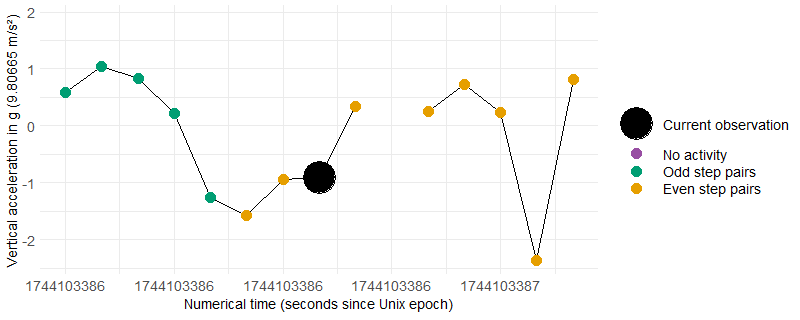 Vertical acceleration in g (9.80665 m/s²)
2
1
0
-1
-2
1744103386
1744103386
1744103386
1744103386
1744103387
Numerical time (seconds since Unix epoch)
Current observation
No activity
Odd step pairs
Even step pairs